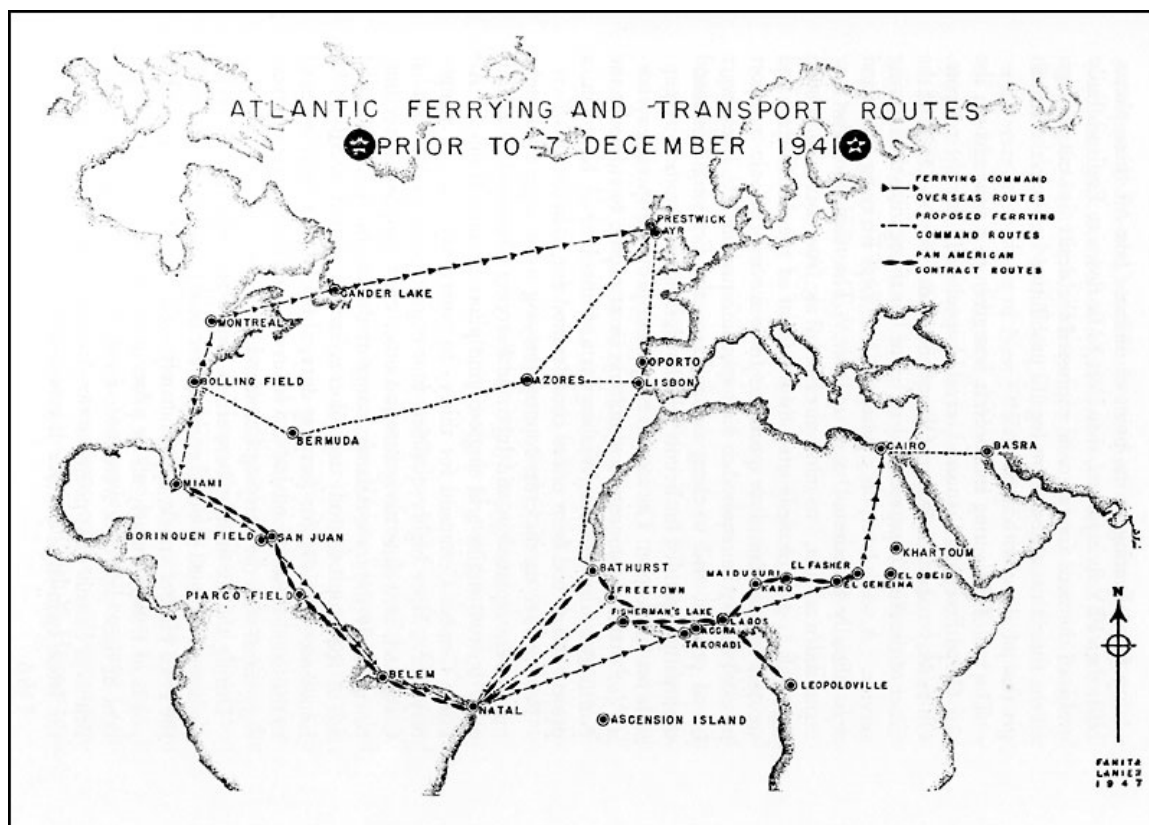 ATLANTIC FERRYING AND TRANSPORT ROUTES
PRIOR TO 7 DECEMBER 1941
FERRYING COMMAND
OVERSEAS ROUTES
PROPOSED FERRYING
COMMAND ROUTES
PAN AMERICAN
CONTRACT ROUTES
PRESTWICK
AYR
GANDER LAKE
MONTREAL
BOLLING FIELD
OPORTO
AZORES
LISBON
BERMUDA
CAIRO
BASRA
MIAMI
BORINQUEN FIELD
SAN JUAN
KHARTOUM
BATHURST
EL FASHER
MAIDUGURI
EL OBEID
KANO
EL GENEINA
PIARCO FIELD
FREETOWN
FISHERMAN'S LAKE
LAGOS
ACCRA
TAKORADI
BELEM
LEOPOLDVILLE
NATAL
ASCENSION ISLAND
N
FANITA
LANIER
1947